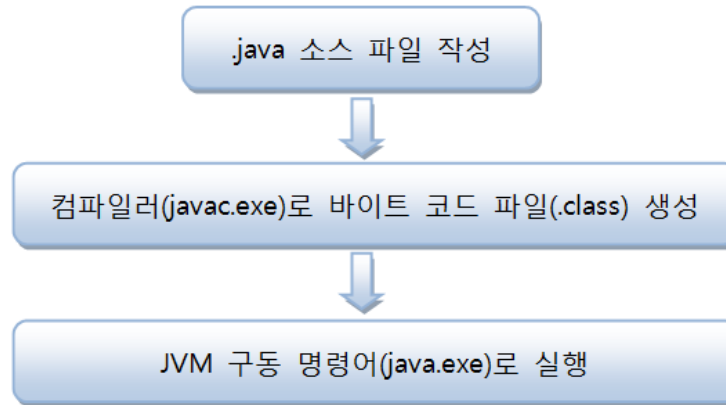 .java 소스 파일 작성
컴파일러(javac.exe)로 바이트 코드 파일(.class) 생성
JVM 구동 명령어(java.exe)로 실행